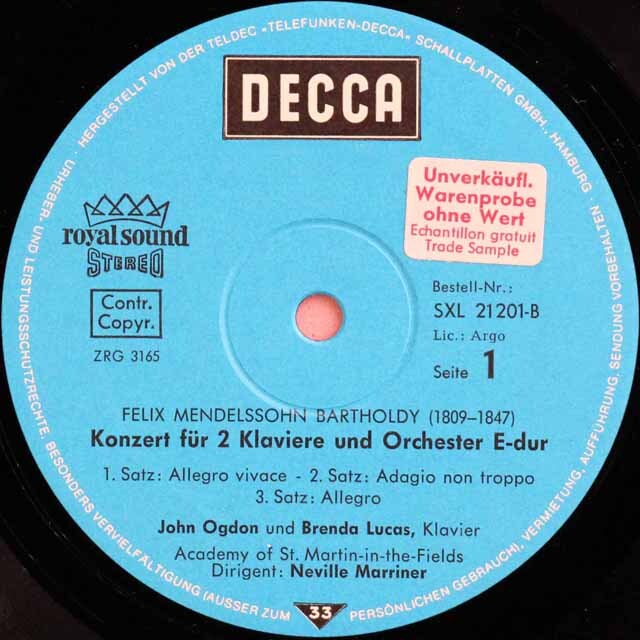 HERGESTELLT VON DER TELDEC »TELEFUNKEN-DECCA« SCHALLPLATTEN GMBH., HAMBURG
DECCA
Unverkäufl.
Warenprobe
ohne Wert
Echantillon gratuit
Trade Sample
royal sound
STEREO
Contr.
Copyr.
ZRG 3165
Bestell-Nr.:
SXL 21201-B
Lic.: Argo
Seite 1
FELIX MENDELSSOHN BARTHOLDY (1809–1847)
Konzert für 2 Klaviere und Orchester E-dur
1. Satz: Allegro vivace - 2. Satz: Adagio non troppo
3. Satz: Allegro
John Ogdon und Brenda Lucas, Klavier
Academy of St. Martin-in-the-Fields
Dirigent: Neville Marriner
33
URHEBER- UND LEISTUNGSSCHUTZRECHTE, BESONDERS VERVIELFÄLTIGUNG (AUSSER ZUM PERSÖNLICHEN GEBRAUCH), VERMIETUNG, AUFFÜHRUNG, SENDUNG VORBEHALTEN